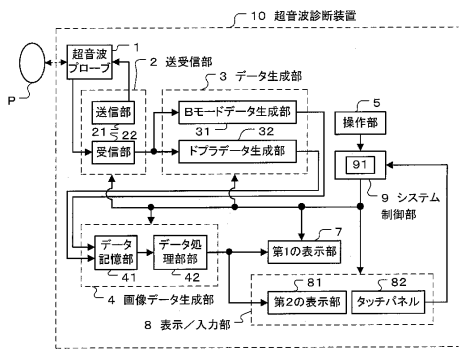 10 超音波診断装置
1
超音波
プローブ
P
2 送受信部
送信部
21
22
受信部
3 データ生成部
Bモードデータ生成部
31
32
ドプラデータ生成部
5
操作部
91
9 システム
制御部
データ
記憶部
41
データ処
理部部
42
4 画像データ生成部
7
第1の表示部
81
第2の表示部
82
タッチパネル
8 表示/入力部